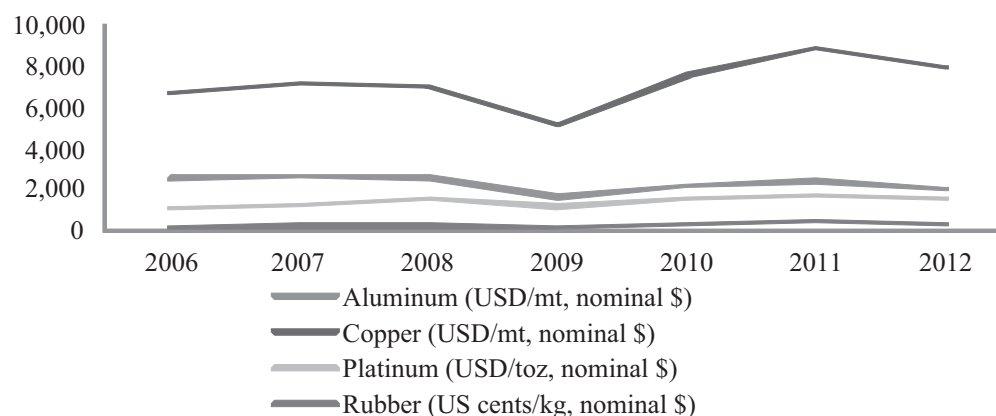 10,000
8,000
6,000
4,000
2,000
0
2006 2007 2008 2009 2010 2011 2012
Aluminum (USD/mt, nominal $)
Copper (USD/mt, nominal $)
Platinum (USD/toz, nominal $)
Rubber (US cents/kg, nominal $)